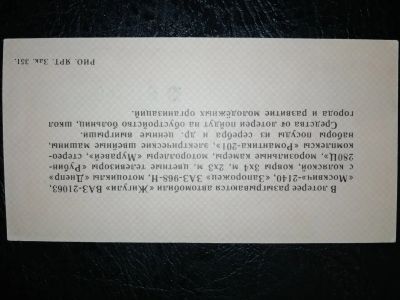 В лотерее разыгрываются автомобили «Жигули» ВАЗ-21063,
«Москвич»-2140, «Запорожец» ЗАЗ-968-Н, мотоциклы «Днепр»
с коляской, ковры 3х4 м, 2х3 м, цветные телевизоры «Рубин-
280Ц», морозильные камеры, мотороллеры «Муравей», стерео-
комплексы «Романтика-201», электрические швейные машины,
наборы посуды из серебра и др. ценные выигрыши.
Средства от лотереи пойдут на обустройство больниц, школ
города и развитие молодёжных организаций.
РИО. ЯРТ. Зак. 351.